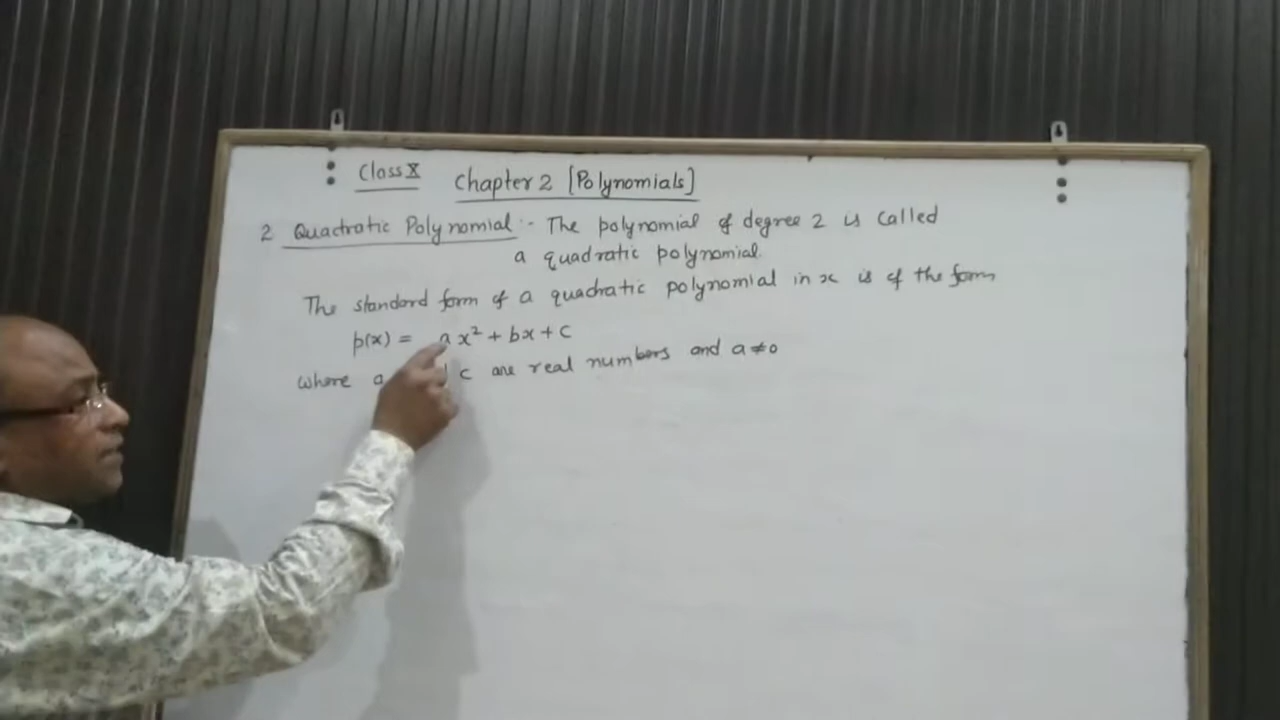 Class X Chapter 2 [Polynomials]
2 Quadratic Polynomial :- The polynomial of degree 2 is called
a quadratic polynomial.
The standard form of a quadratic polynomial in x is of the form
p(x) = ax² + bx + c
where a c are real numbers and a ≠ 0